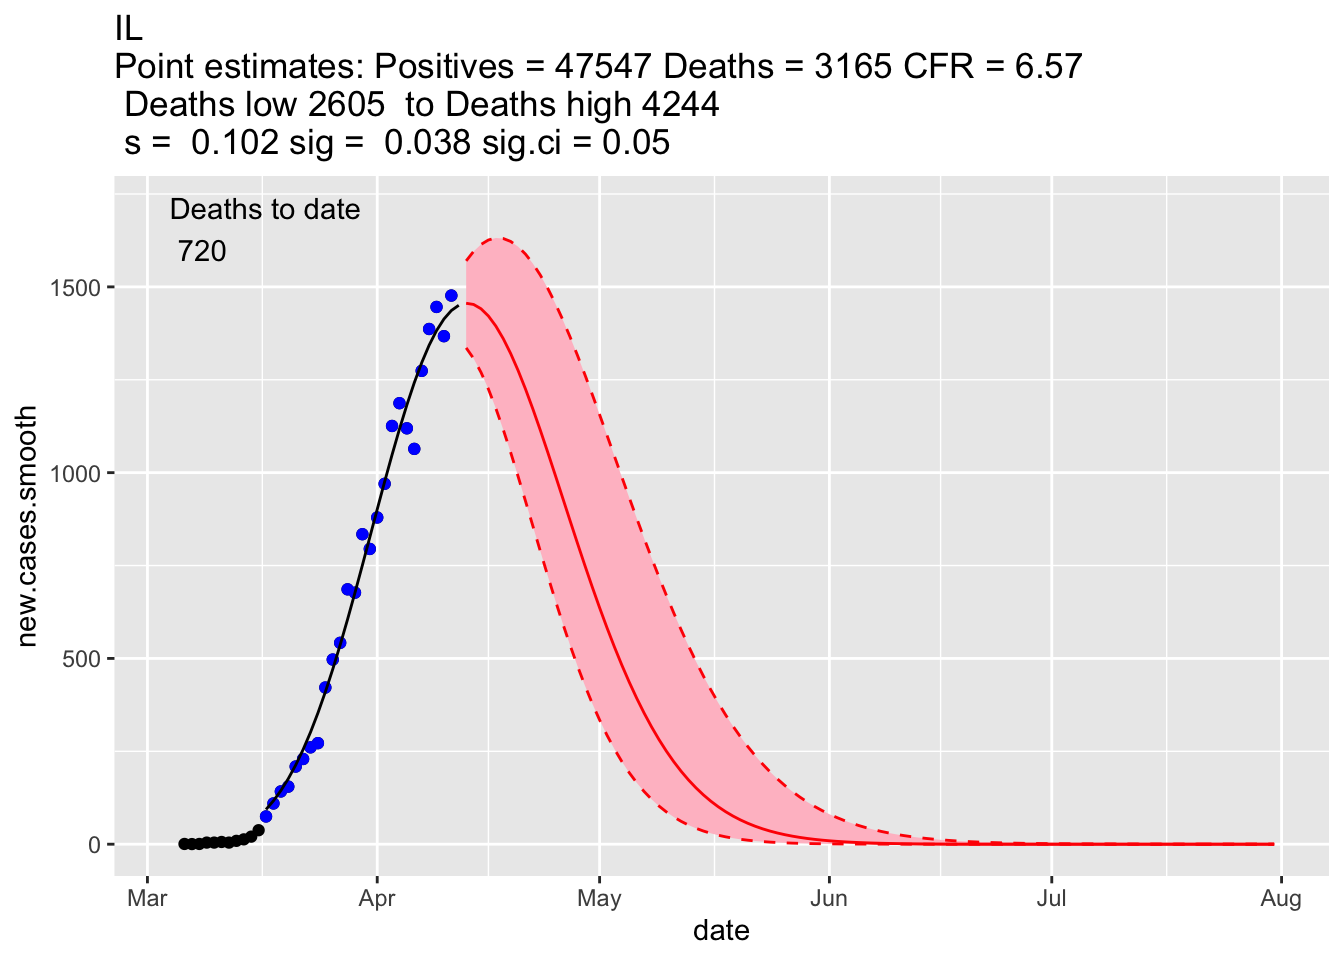 IL
Point estimates: Positives = 47547 Deaths = 3165 CFR = 6.57
Deaths low 2605  to Deaths high 4244
s =  0.102 sig =  0.038 sig.ci = 0.05
Deaths to date
720
1500
1000
500
0
new.cases.smooth
Mar Apr May Jun Jul Aug
date